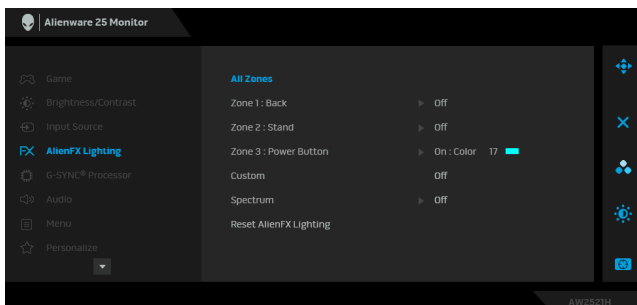 Alienware 25 Monitor
Game
Brightness/Contrast
Input Source
FX AlienFX Lighting
G-SYNC® Processor
Audio
Menu
Personalize
All Zones
Zone 1 : Back Off
Zone 2 : Stand Off
Zone 3 : Power Button On : Color 17
Custom Off
Spectrum Off
Reset AlienFX Lighting
AW2521H